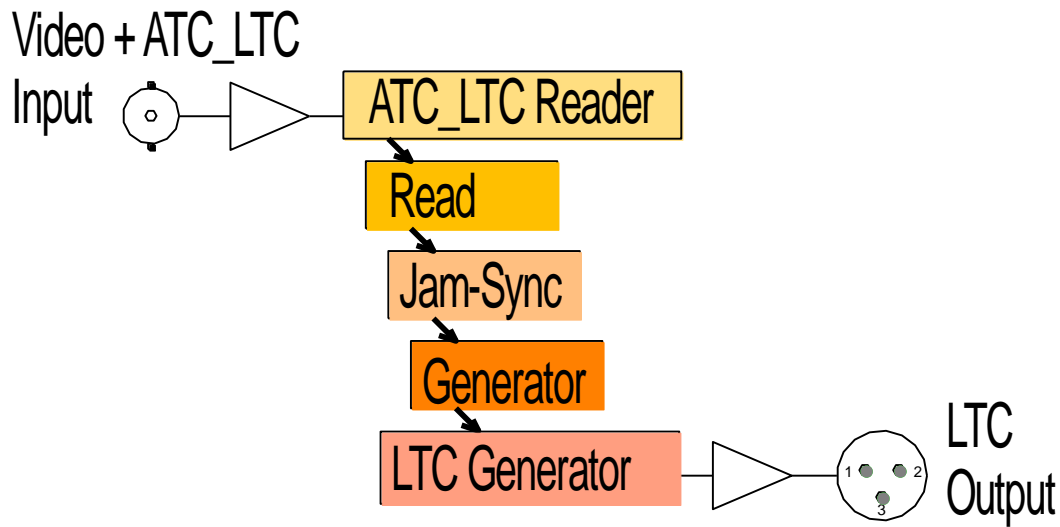 Video + ATC_LTC
Input
ATC_LTC Reader
Read
Jam-Sync
Generator
LTC Generator
1
2
3
LTC
Output